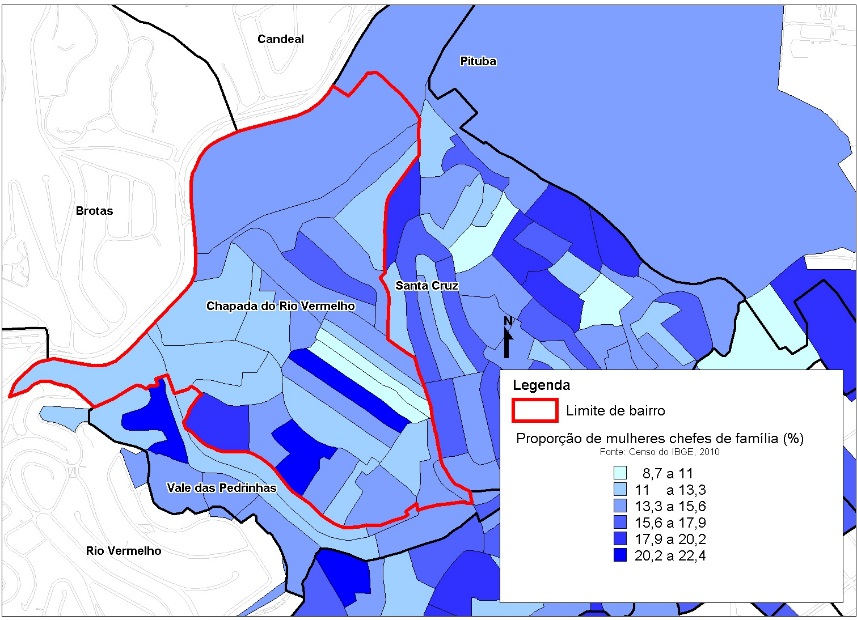 Candeal
Pituba
Brotas
Santa Cruz
Chapada do Rio Vermelho
N
Vale das Pedrinhas
Rio Vermelho
Legenda
Limite de bairro
Proporção de mulheres chefes de família (%)
Fonte: Censo do IBGE, 2010
8,7 a 11
11 a 13,3
13,3 a 15,6
15,6 a 17,9
17,9 a 20,2
20,2 a 22,4